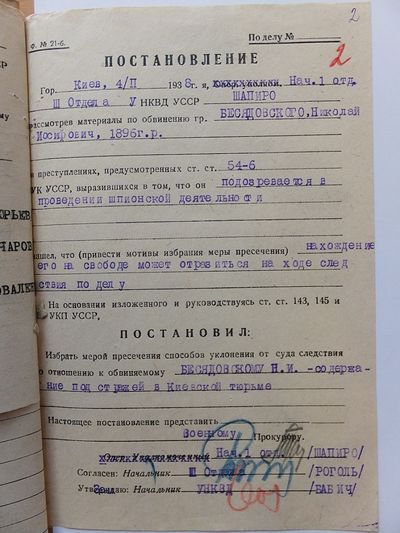 2
Ф. № 21-б.
По делу №
ПОСТАНОВЛЕНИЕ
2
Гор. Киев, 4/П 1938 г. я, Нач.1 отд.
Ш Отдела У НКВД УССР ШАПИРО
рассмотрев материалы по обвинению гр. БЕСЯДОВСКОГО, Николай
Иосифович, 1896г.р.
преступлениях, предусмотренных ст. ст. 54-6
УК УССР, выразившихся в том, что он подозревается в
проведении шпионской деятельности
нашел, что (привести мотивы избрания меры пресечения) нахождение
его на свободе может отразиться на ходе след
ствия по делу
На основании изложенного и руководствуясь ст. ст. 143, 145 и
УКП УССР,
ПОСТАНОВИЛ:
Избрать мерой пресечения способов уклонения от суда следствия
по отношению к обвиняемому БЕСЯДОВСКОМУ Н.И. -содержа-
ние под стражей в Киевской тюрьме
Настоящее постановление представить
Военному Прокурору.
Нач.1 отд. /ШАПИРО/
Согласен: Начальник Ш Отдела /РОГОЛЬ/
Утверждаю: Начальник УНКВД /БАБИЧ/
ЧАРОВ